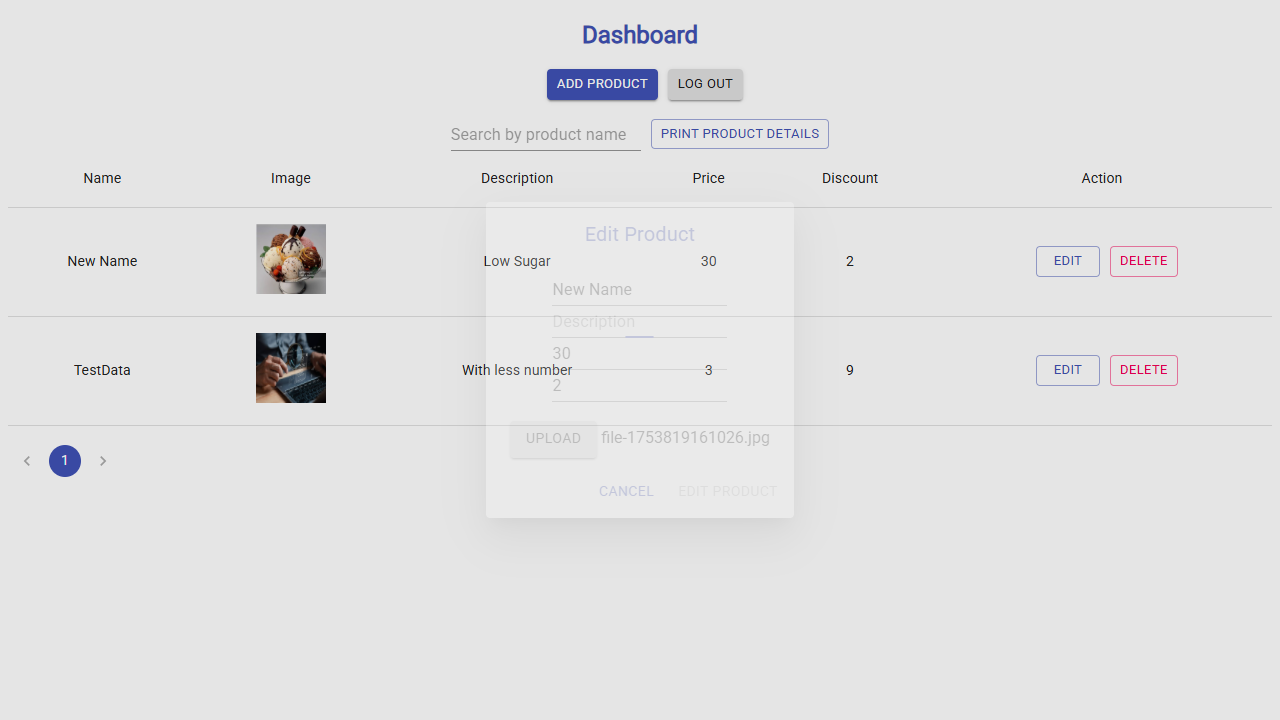 Dashboard
ADD PRODUCT LOG OUT
Search by product name PRINT PRODUCT DETAILS
Name Image Description Price Discount Action
Edit Product
New Name Low Sugar 30 2 EDIT DELETE
New Name
Description
30
TestData With less number 3 9 EDIT DELETE
2
UPLOAD file-1753819161026.jpg
1
CANCEL EDIT PRODUCT